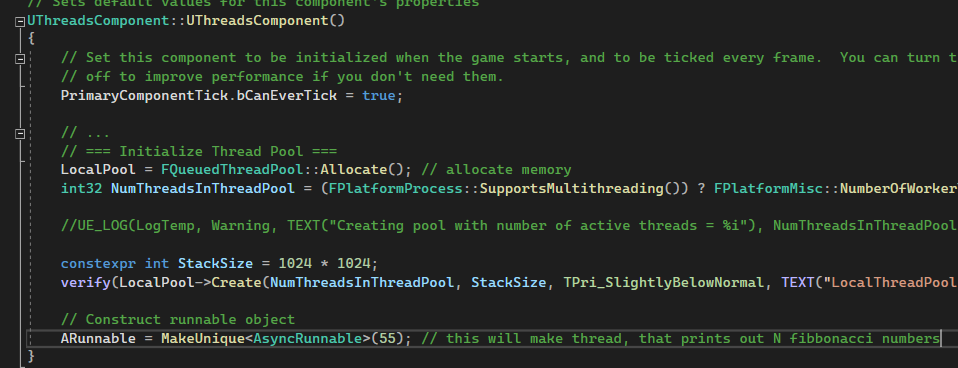 // Sets default values for this component's properties
UThreadsComponent::UThreadsComponent()
{
// Set this component to be initialized when the game starts, and to be ticked every frame.  You can turn t
// off to improve performance if you don't need them.
PrimaryComponentTick.bCanEverTick = true;
// ...
// === Initialize Thread Pool ===
LocalPool = FQueuedThreadPool::Allocate(); // allocate memory
int32 NumThreadsInThreadPool = (FPlatformProcess::SupportsMultithreading()) ? FPlatformMisc::NumberOfWorker
//UE_LOG(LogTemp, Warning, TEXT("Creating pool with number of active threads = %i"), NumThreadsInThreadPool
constexpr int StackSize = 1024 * 1024;
verify(LocalPool->Create(NumThreadsInThreadPool, StackSize, TPri_SlightlyBelowNormal, TEXT("LocalThreadPool
// Construct runnable object
ARunnable = MakeUnique<AsyncRunnable>(55); // this will make thread, that prints out N fibbonacci numbers
}